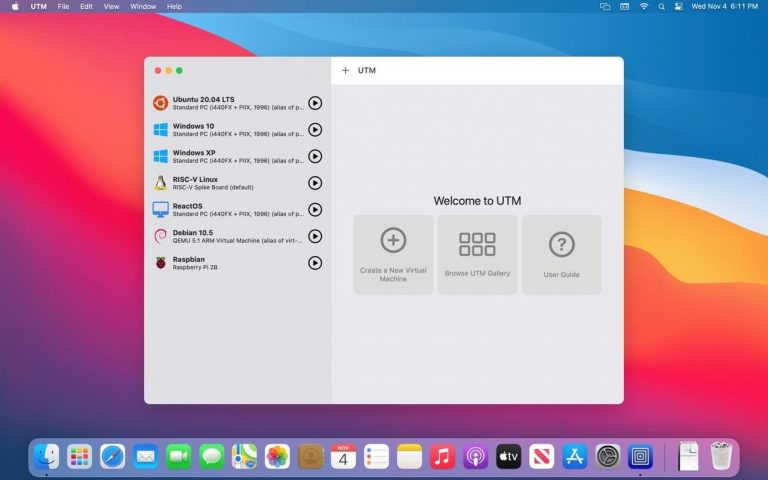 UTM File Edit View Window Help
Wed Nov 4 6:11 PM
UTM
Ubuntu 20.04 LTS
Standard PC (i440FX + PIIX, 1996) (alias of p...
Windows 10
Standard PC (i440FX + PIIX, 1996) (alias of p...
Windows XP
Standard PC (i440FX + PIIX, 1996) (alias of p...
RISC-V Linux
RISC-V Spike Board (default)
ReactOS
Standard PC (i440FX + PIIX, 1996) (alias of p...
Debian 10.5
QEMU 5.1 ARM Virtual Machine (alias of virt-...
Raspbian
Raspberry Pi 2B
Welcome to UTM
Create a New Virtual
Machine
Browse UTM Gallery
User Guide
NOV
4
tv